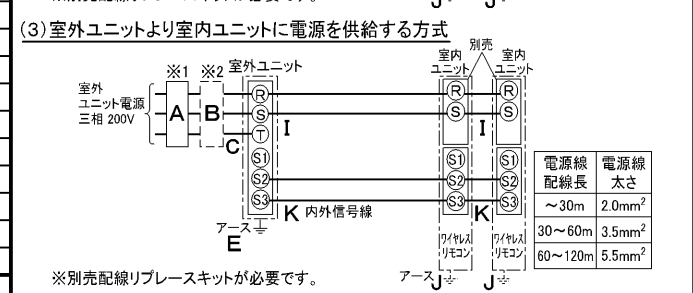 (3)室外ユニットより室内ユニットに電源を供給する方式
別売
※1 ※2 室外ユニット
室内
ユニット
室内
ユニット
室外
ユニット電源
三相 200V
A B
R R R
S S S
I I
T
C
S1 S1 S1
S2 S2 S2
S3 S3 S3
K 内外信号線 K
アース
E
ワイヤレス
リモコン
ワイヤレス
リモコン
アース J J
電源線
配線長
電源線
太さ
～30m 2.0mm²
30～60m 3.5mm²
60～120m 5.5mm²
※別売配線リプレースキットが必要です。